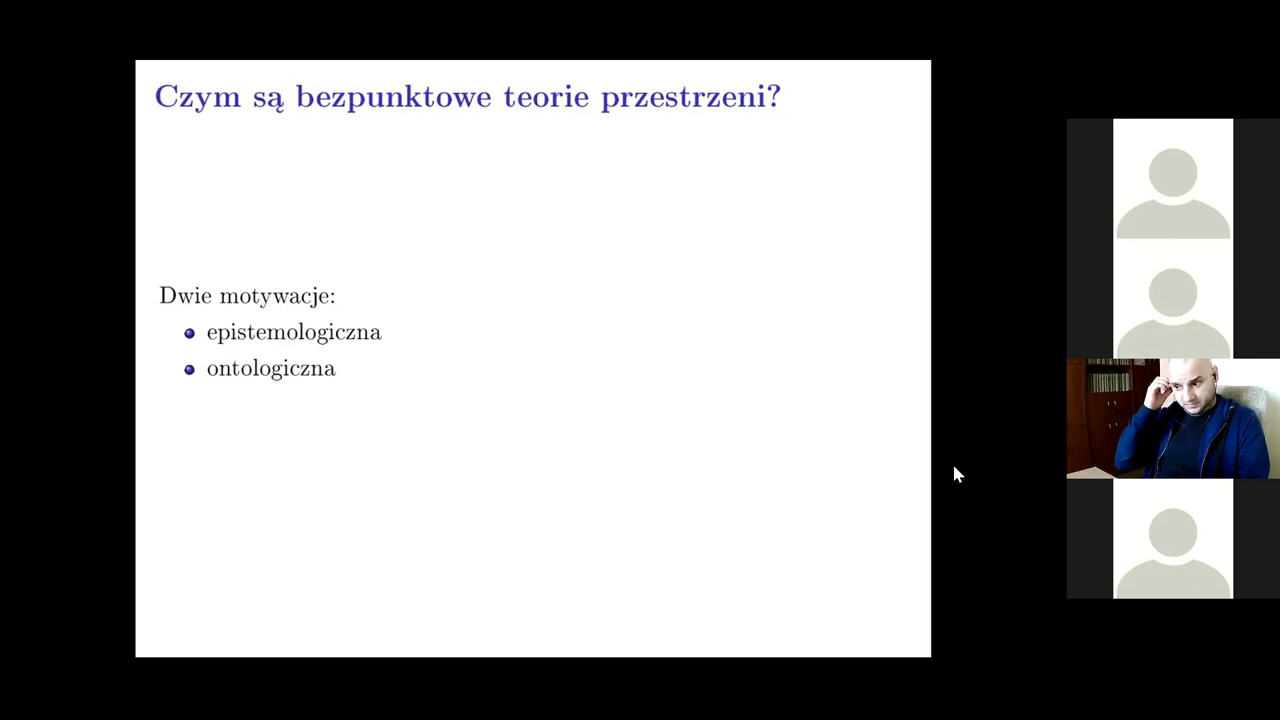 Czym są bezpunktowe teorie przestrzeni?
Dwie motywacje:
epistemologiczna
ontologiczna